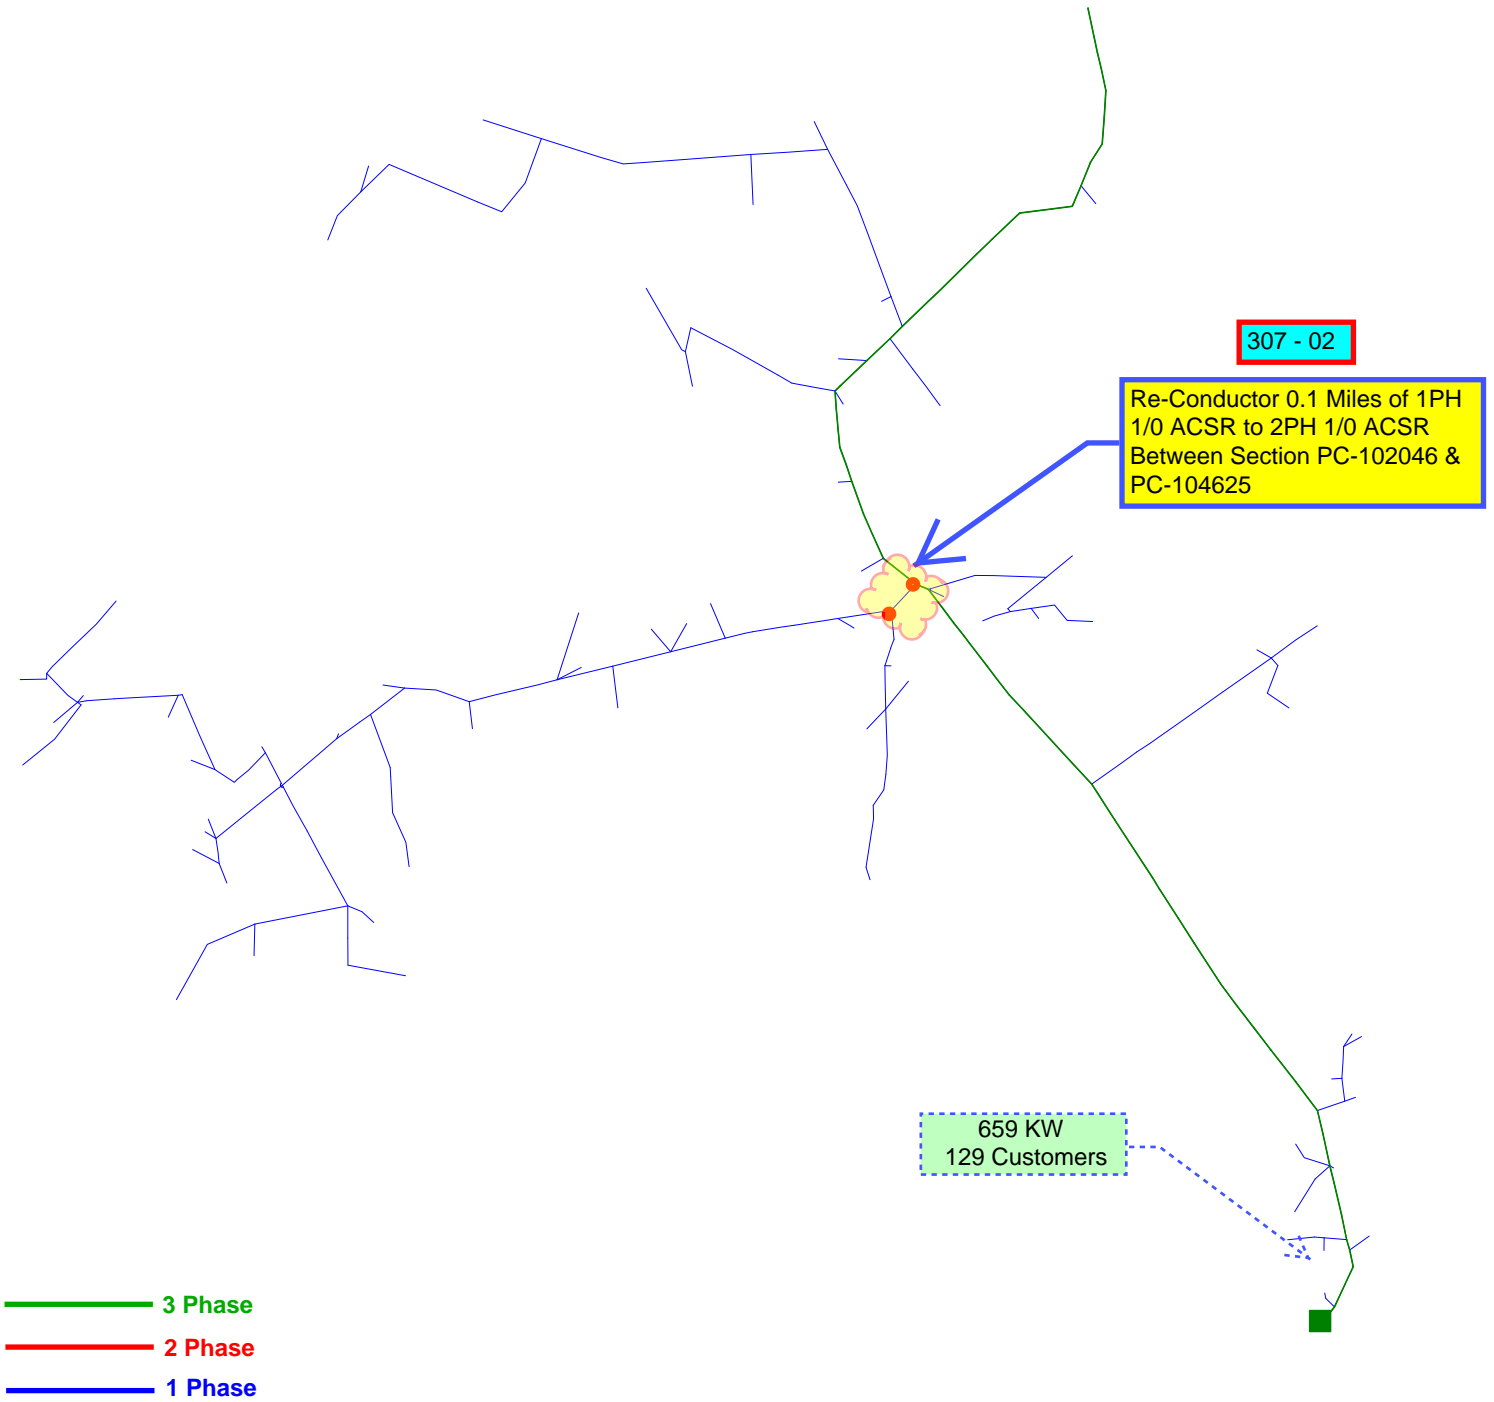 307 - 02
Re-Conductor 0.1 Miles of 1PH
1/0 ACSR to 2PH 1/0 ACSR
Between Section PC-102046 &
PC-104625
659 KW
129 Customers
3 Phase
2 Phase
1 Phase